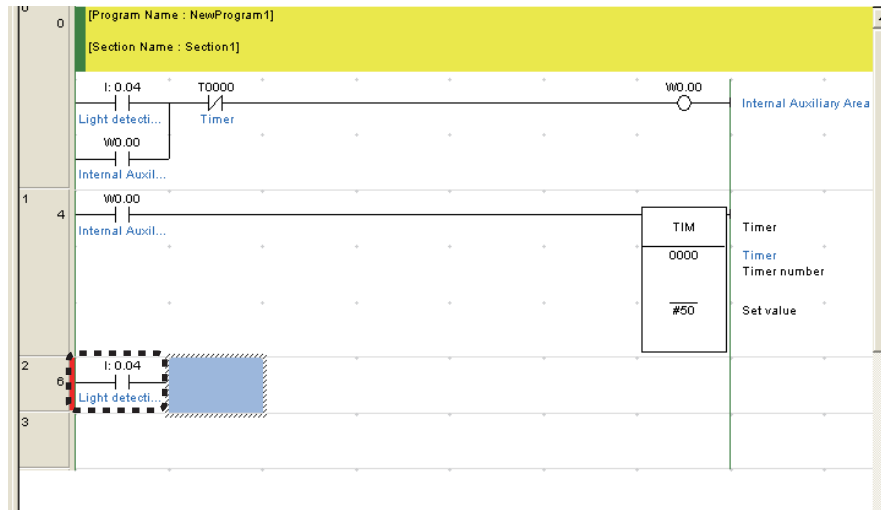 0
0
[Program Name : NewProgram1]
[Section Name : Section1]
I: 0.04
T0000
W0.00
Light detecti...
Timer
Internal Auxiliary Area
W0.00
Internal Auxil...
1
4
W0.00
Internal Auxil...
TIM
Timer
0000
Timer
Timer number
#50
Set value
2
6
I: 0.04
Light detecti...
3